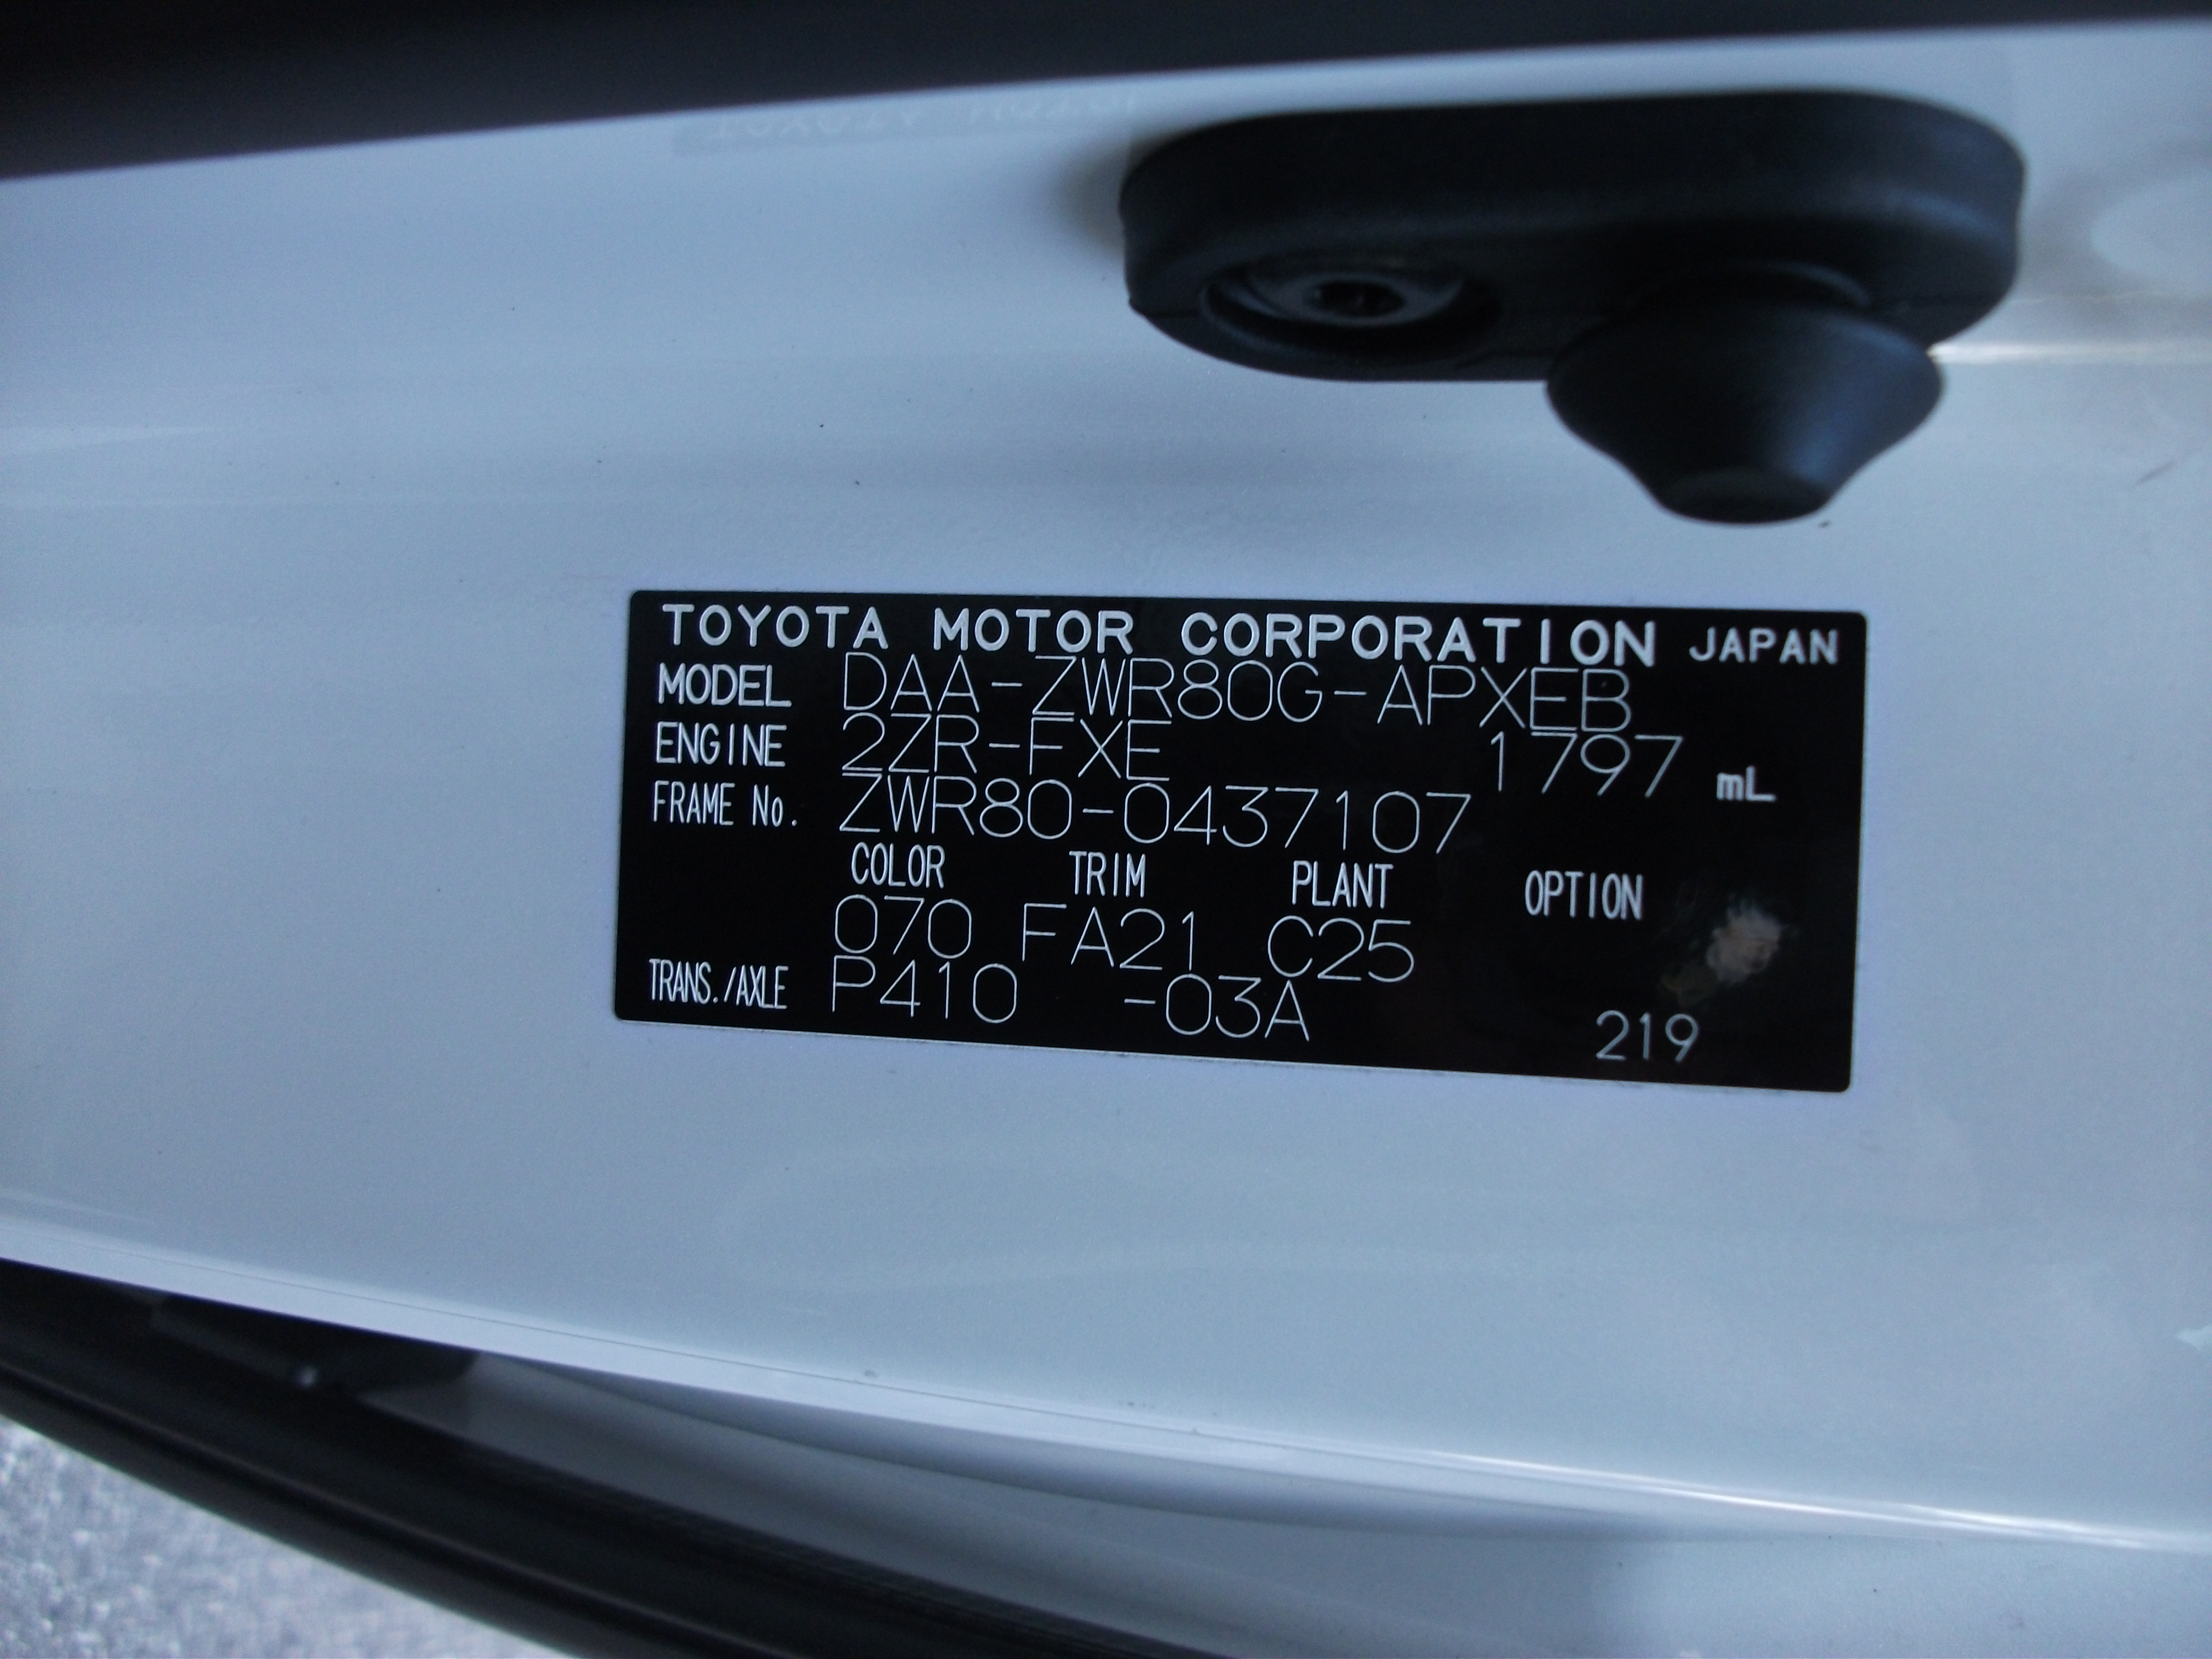 TOYOTA MOTOR CORPORATION JAPAN
MODEL DAA-ZWR80G-APXEB
ENGINE 2ZR-FXE 1797 mL
FRAME No. ZWR80-0437107
COLOR TRIM PLANT OPTION
070 FA21 C25
TRANS./AXLE P410 -03A
219